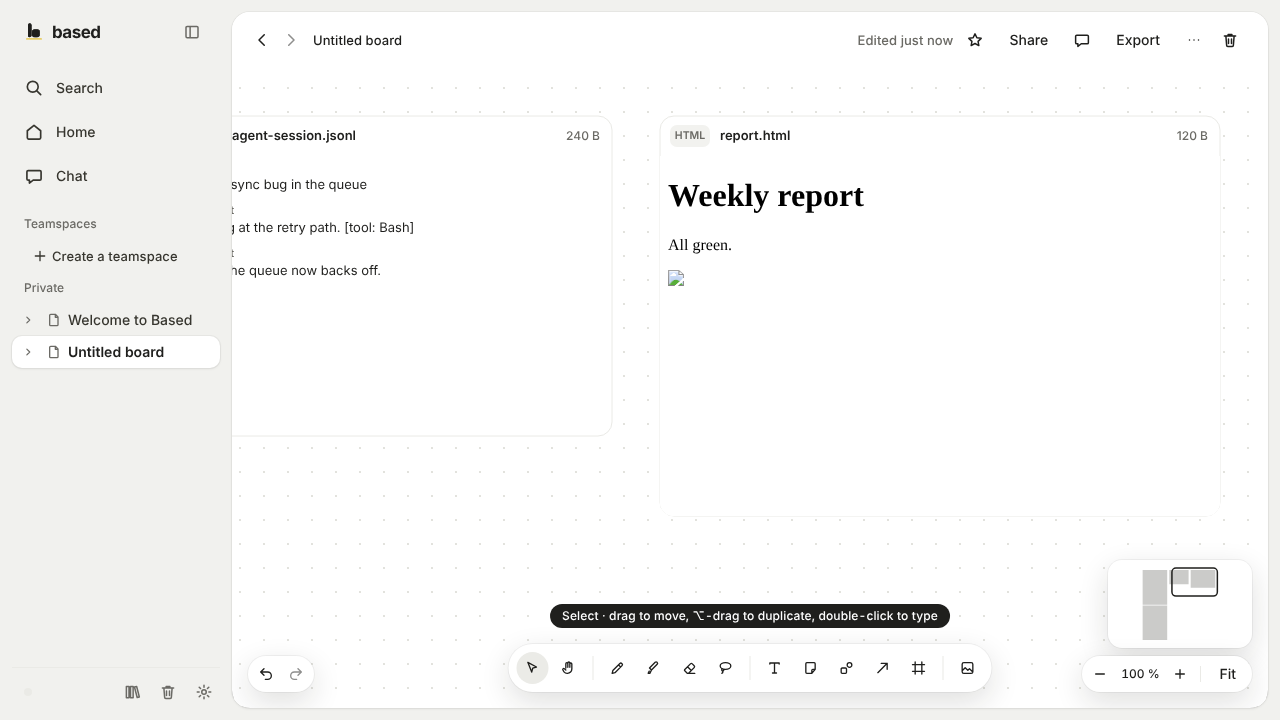 based
Search
Home
Chat
Teamspaces
Create a teamspace
Private
Welcome to Based
Untitled board
Untitled board
Edited just now
Share
Export
agent-session.jsonl
240 B
sync bug in the queue
at the retry path. [tool: Bash]
the queue now backs off.
HTML
report.html
120 B
Weekly report
All green.
Select · drag to move, ⌥-drag to duplicate, double-click to type
100 %
Fit